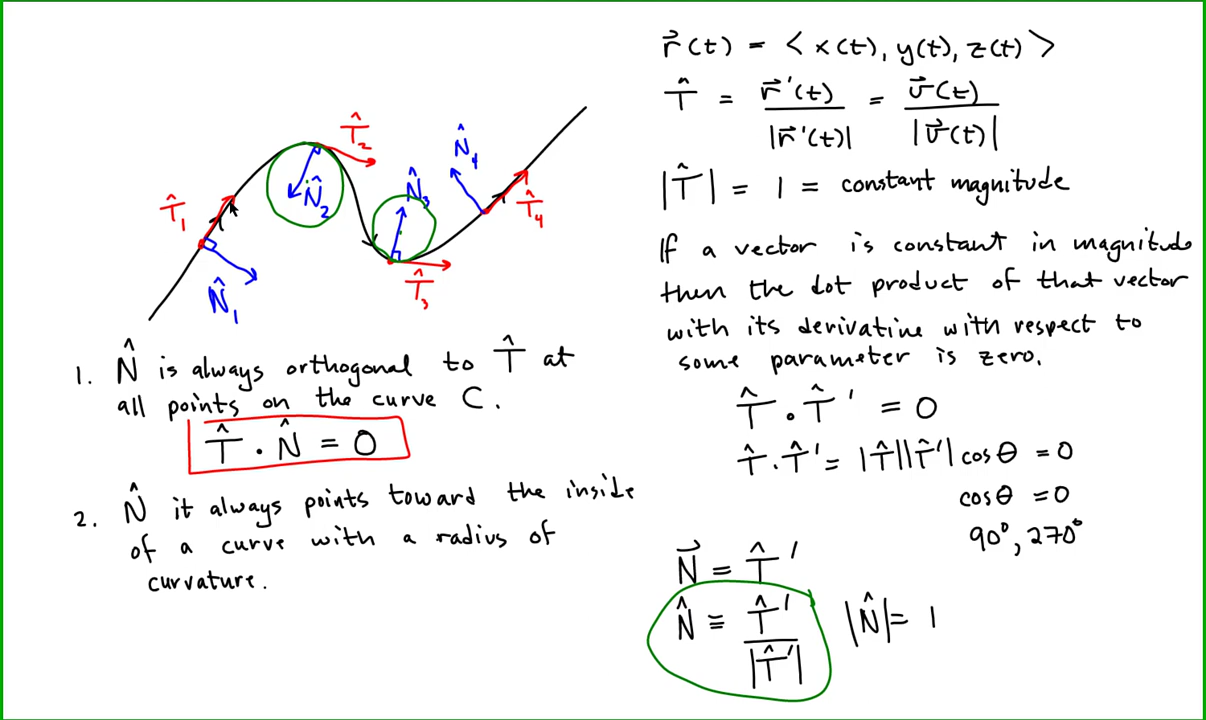 T̂₁
N̂₁
T̂₂
N̂₂
N̂₃
T̂₃
N̂₄
T̂₄
1. N̂ is always orthogonal to T̂ at
all points on the curve C.
T̂ · N̂ = 0
2. N̂ it always points toward the inside
of a curve with a radius of
curvature.
r⃗(t) = < x(t), y(t), z(t) >
T̂ = r⃗'(t) / |r⃗'(t)| = v⃗(t) / |v⃗(t)|
|T̂| = 1 = constant magnitude
If a vector is constant in magnitude
then the dot product of that vector
with its derivatine with respect to
some parameter is zero.
T̂ · T̂' = 0
T̂ · T̂' = |T̂||T̂'| cos θ = 0
cos θ = 0
90°, 270°
N⃗ = T̂'
N̂ ≡ T̂' / |T̂'| |N̂| = 1